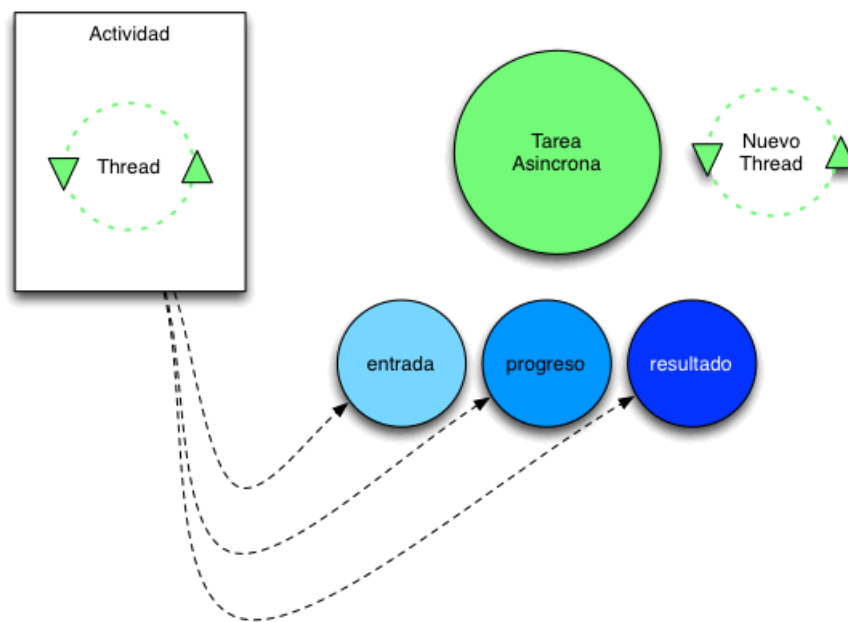 Actividad
Thread
Tarea
Asincrona
Nuevo
Thread
entrada
progreso
resultado